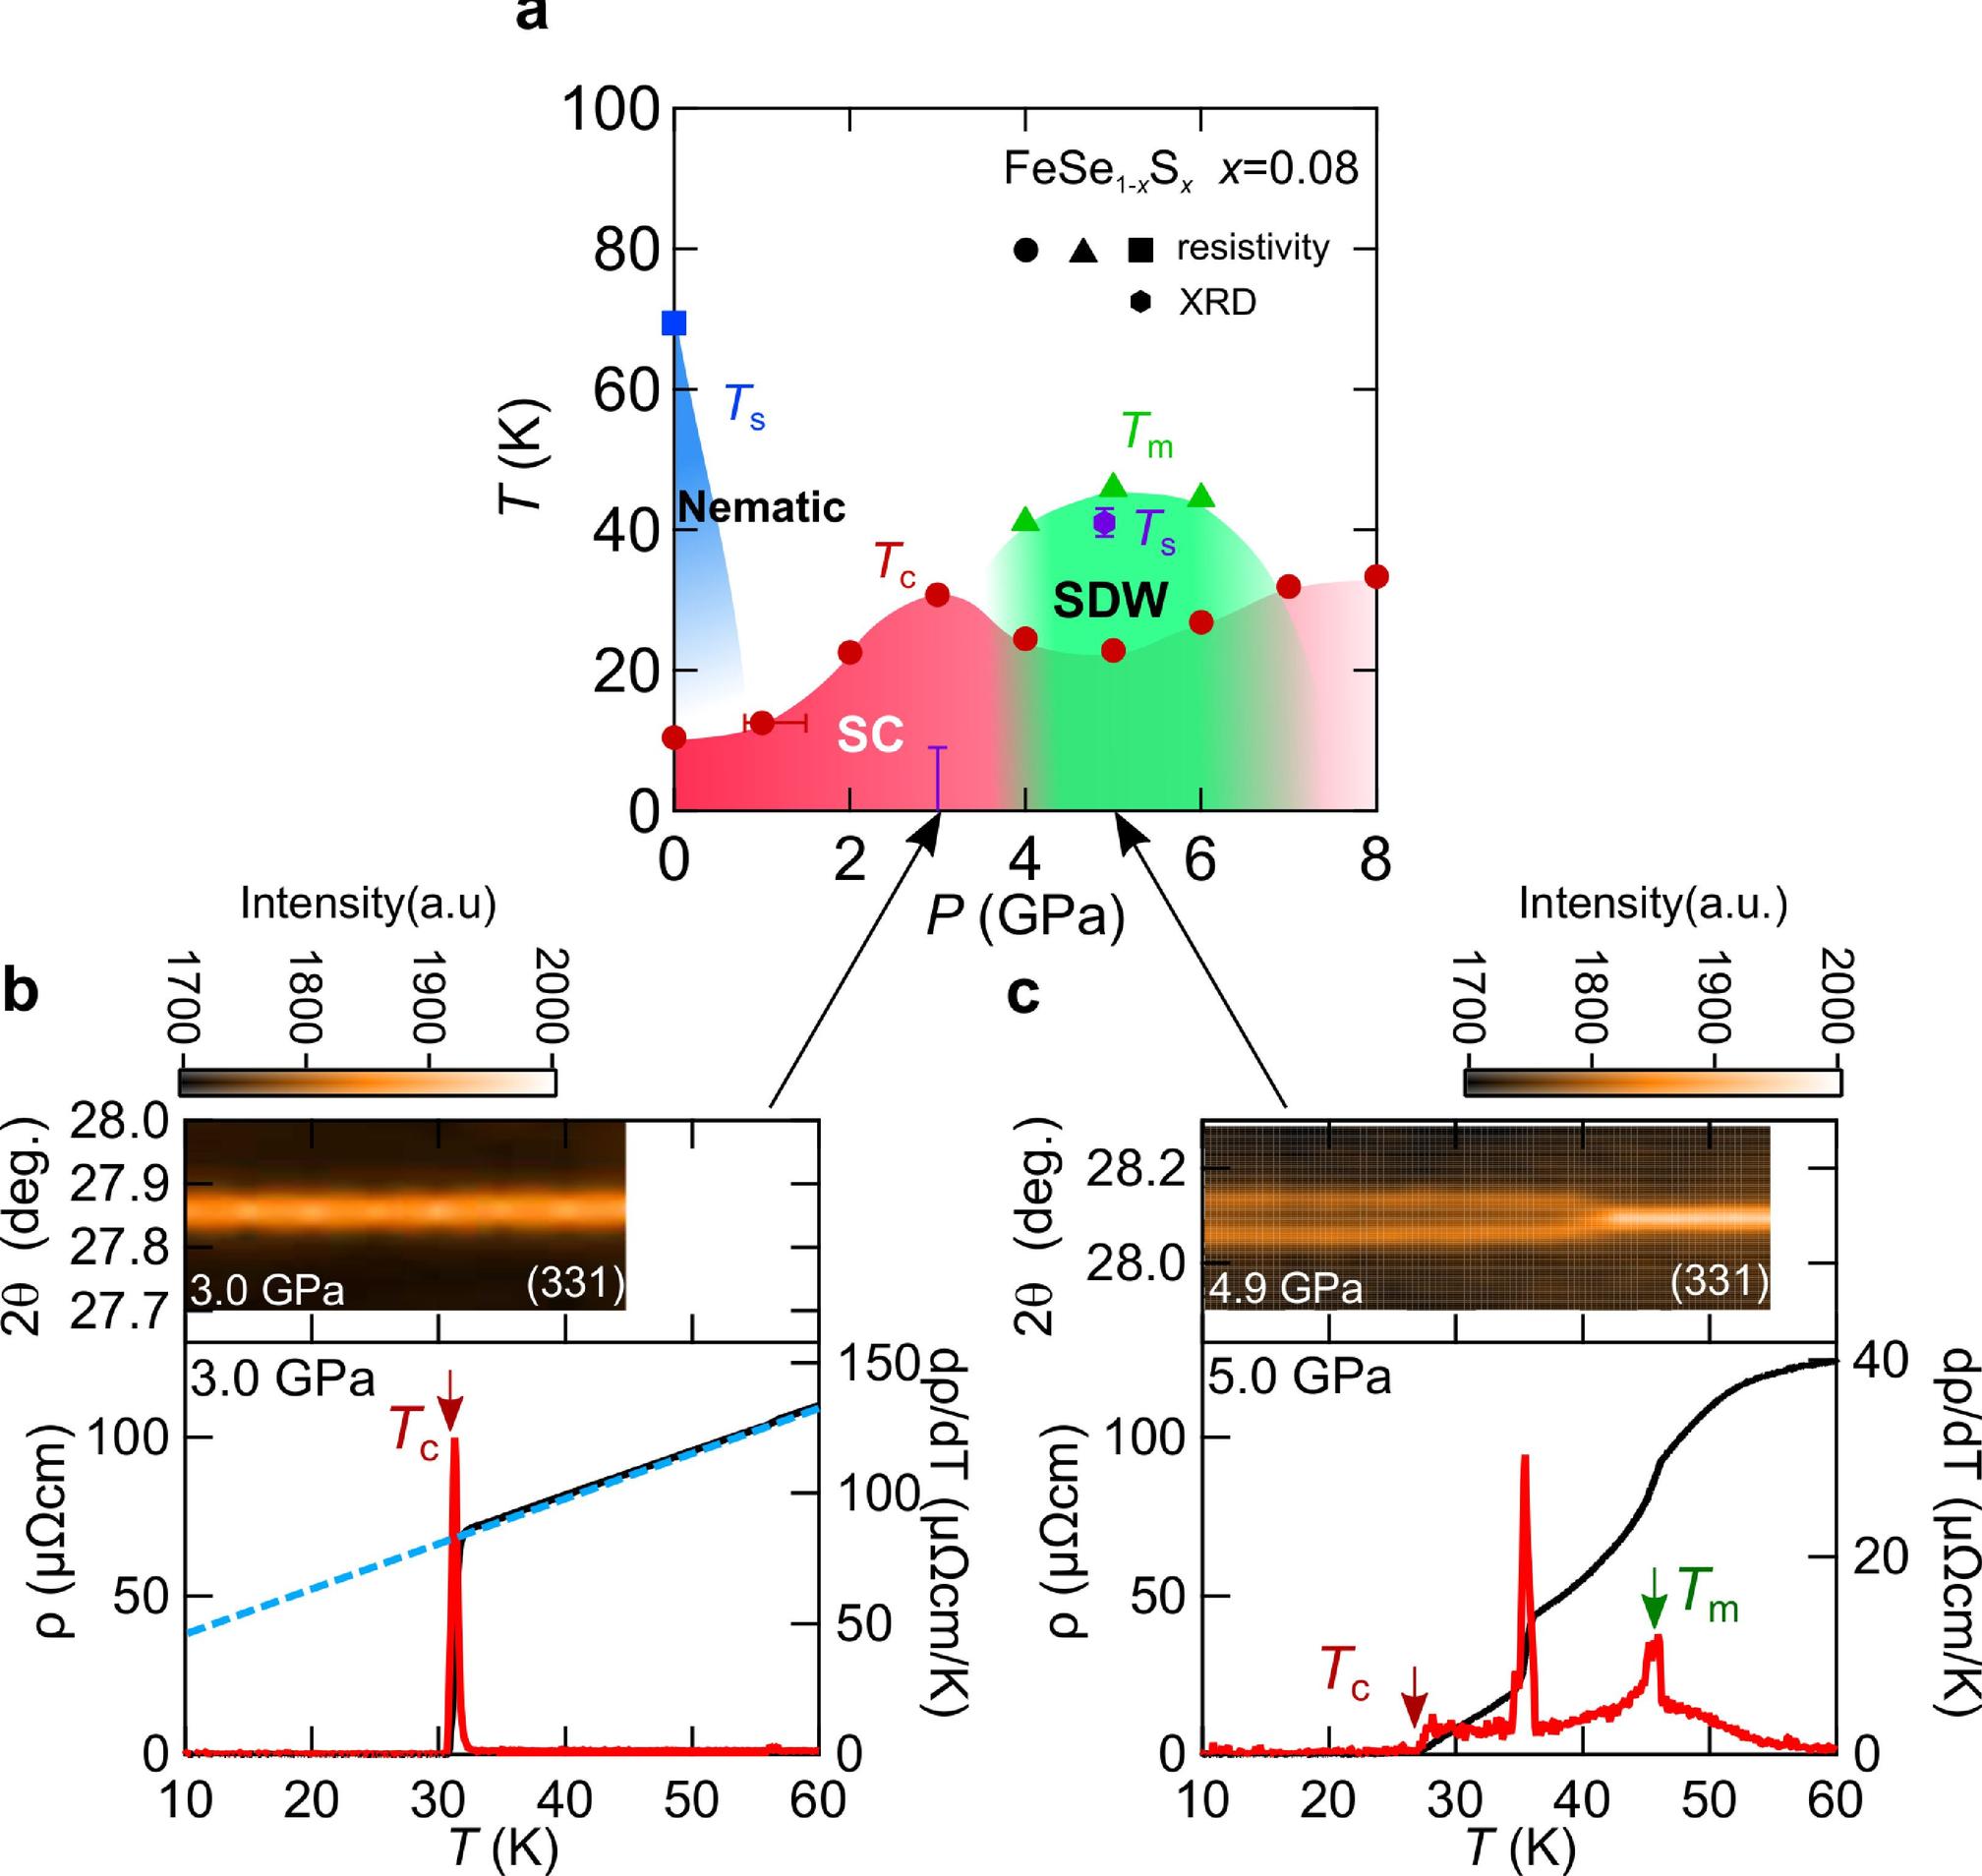 a
100
80
60
40
20
0
T (K)
FeSe1-xSx x=0.08
resistivity
XRD
Ts
Nematic
Tc
Tm
Ts
SDW
SC
0 2 4 6 8
P (GPa)
b
Intensity(a.u)
1700 1800 1900 2000
2θ (deg.)
28.0
27.9
27.8
27.7
3.0 GPa (331)
3.0 GPa
Tc
ρ (μΩcm)
100
50
0
150
100
50
0
dρ/dT (μΩcm/K)
10 20 30 40 50 60
T (K)
c
Intensity(a.u.)
1700 1800 1900 2000
2θ (deg.)
28.2
28.0
4.9 GPa (331)
5.0 GPa
Tc
Tm
ρ (μΩcm)
100
50
0
40
20
0
dρ/dT (μΩcm/K)
10 20 30 40 50 60
T (K)